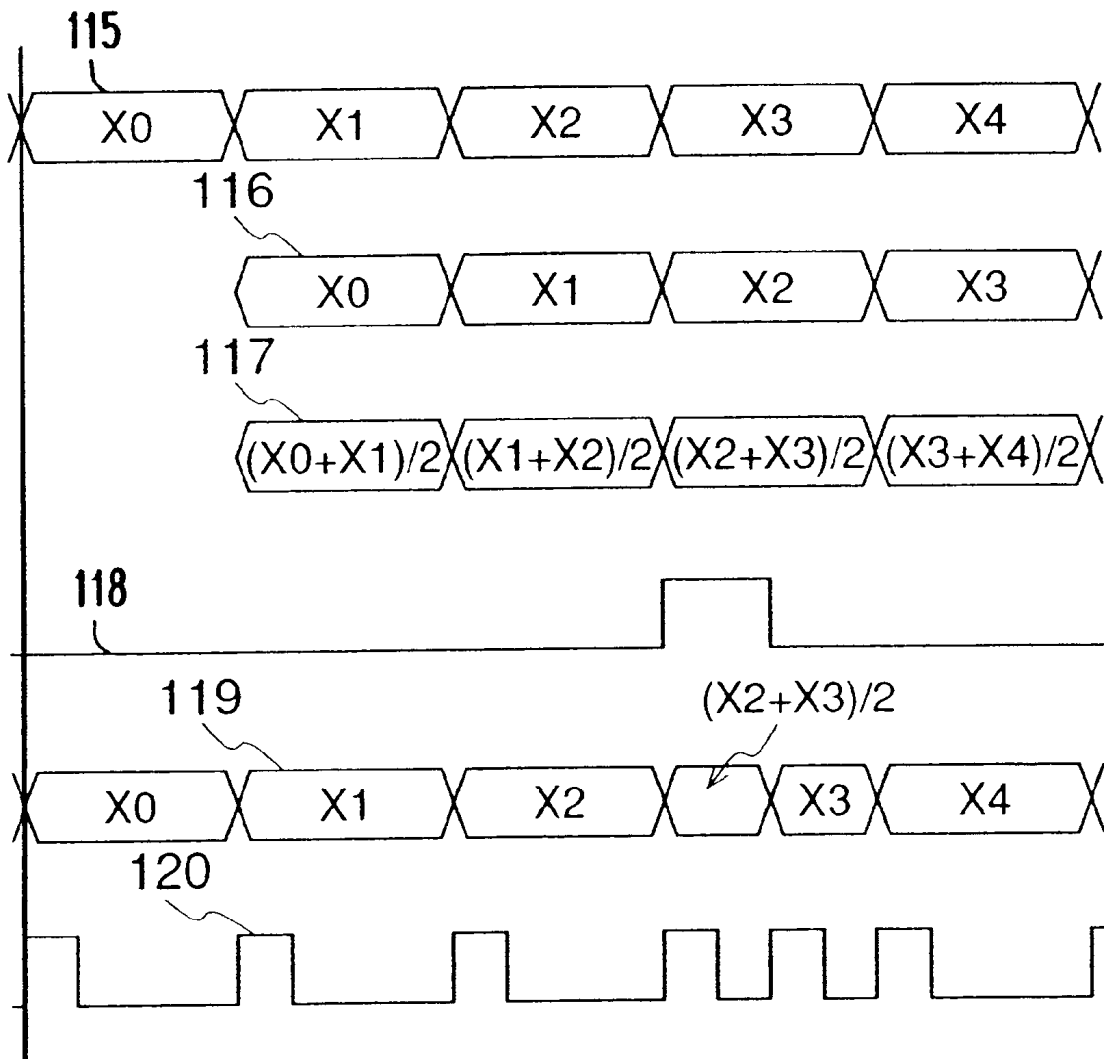 115
X0 X1 X2 X3 X4
116
X0 X1 X2 X3
117
(X0+X1)/2 (X1+X2)/2 (X2+X3)/2 (X3+X4)/2
118
119 (X2+X3)/2
X0 X1 X2 X3 X4
120